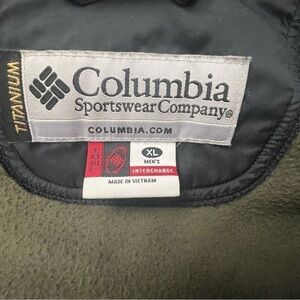 TITANIUM
Columbia
Sportswear Company®
COLUMBIA.COM
XL
MEN'S
INTERCHANGE
MADE IN VIETNAM